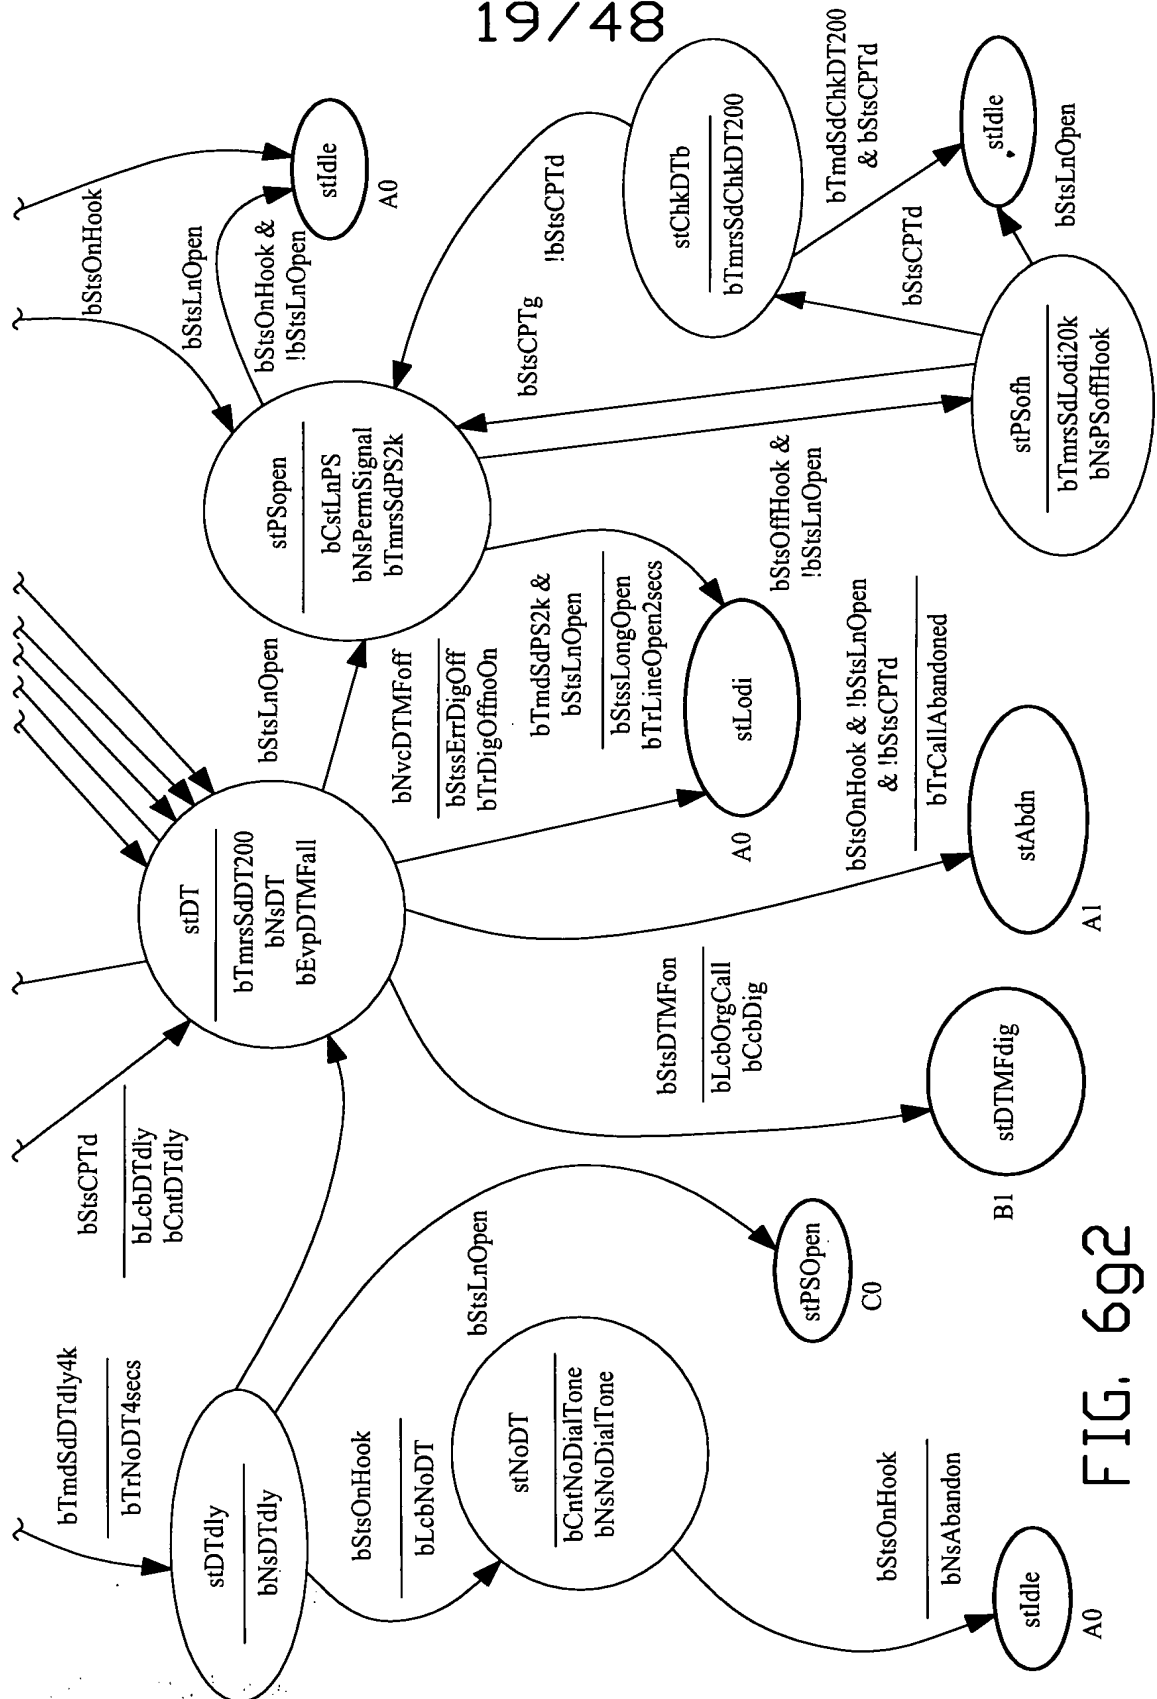 19/48
bTmdSdDTdly4k
bTrNoDT4secs
stDTdly
bNsDTdly
bStsCPTd
bLcbDTdly
bCntDTdly
stDT
bTmrsSdDT200
bNsDT
bEvpDTMFall
bStsLnOpen
stPSopen
bCstLnPS
bNsPermSignal
bTmrsSdPS2k
bStsOnHook
bStsLnOpen
bStsOnHook &
!bStsLnOpen
stIdle
A0
bStsOnHook
bLcbNoDT
stNoDT
bCntNoDialTone
bNsNoDialTone
bStsLnOpen
bNvcDTMFoff
bStssErrDigOff
bTrDigOffnoOn
bTmdSdPS2k &
bStsLnOpen
bStssLongOpen
bTrLineOpen2secs
bStsCPTg
!bStsCPTd
stChkDTb
bTmrsSdChkDT200
bTmdSdChkDT200
& bStsCPTd
bStsDTMFon
bLcbOrgCall
bCcbDig
stLodi
A0
bStsOffHook &
!bStsLnOpen
bStsCPTd
stPSOpen
C0
bStsOnHook & !bStsLnOpen
& !bStsCPTd
bTrCallAbandoned
stIdle
bStsLnOpen
bStsOnHook
bNsAbandon
stIdle
A0
stDTMFdig
B1
stAbdn
A1
stPSofh
bTmrsSdLodi20k
bNsPSoffHook
FIG. 6g2